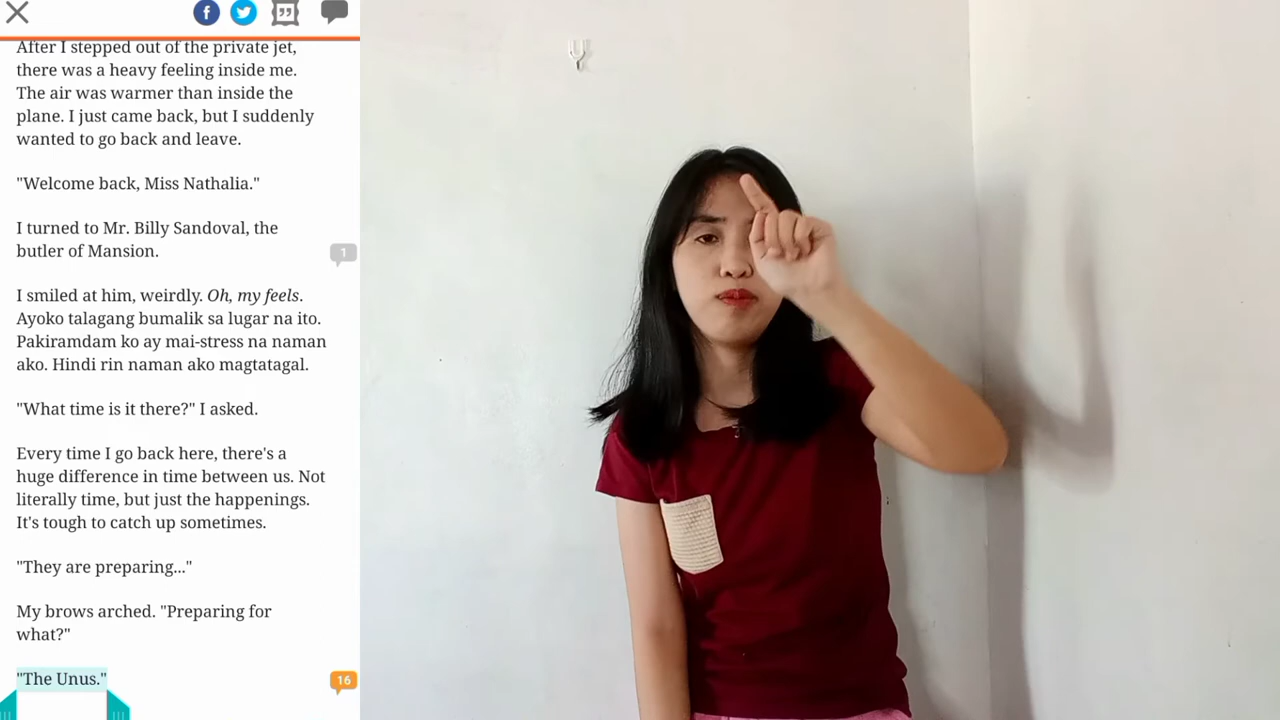 After I stepped out of the private jet,
there was a heavy feeling inside me.
The air was warmer than inside the
plane. I just came back, but I suddenly
wanted to go back and leave.
"Welcome back, Miss Nathalia."
I turned to Mr. Billy Sandoval, the
butler of Mansion.
1
I smiled at him, weirdly. Oh, my feels.
Ayoko talagang bumalik sa lugar na ito.
Pakiramdam ko ay mai-stress na naman
ako. Hindi rin naman ako magtatagal.
"What time is it there?" I asked.
Every time I go back here, there's a
huge difference in time between us. Not
literally time, but just the happenings.
It's tough to catch up sometimes.
"They are preparing..."
My brows arched. "Preparing for
what?"
"The Unus."
16